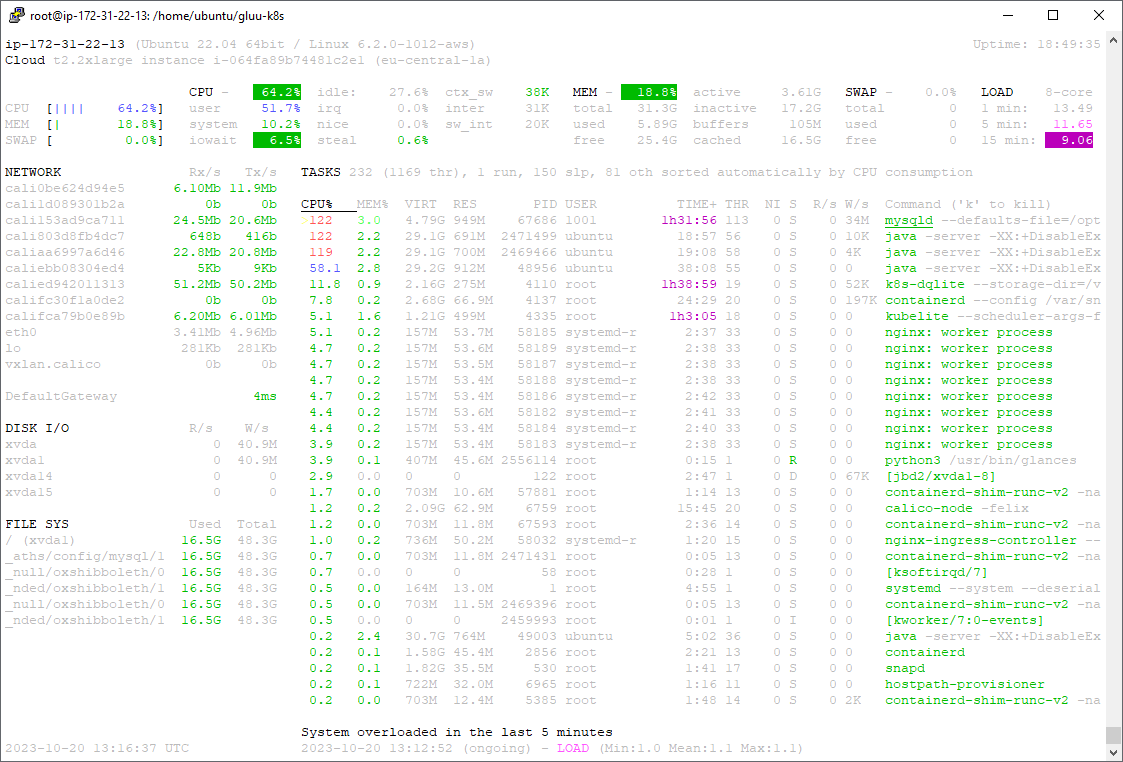 root@ip-172-31-22-13: /home/ubuntu/gluu-k8s
ip-172-31-22-13 (Ubuntu 22.04 64bit / Linux 6.2.0-1012-aws) Uptime: 18:49:35
Cloud t2.2xlarge instance i-064fa89b74481c2e1 (eu-central-1a)
CPU - 64.2% idle: 27.6% ctx_sw 38K MEM - 18.8% active 3.61G SWAP - 0.0% LOAD 8-core
CPU [|||| 64.2%] user 51.7% irq 0.0% inter 31K total 31.3G inactive 17.2G total 0 1 min: 13.49
MEM [| 18.8%] system 10.2% nice 0.0% sw_int 20K used 5.89G buffers 105M used 0 5 min: 11.65
SWAP [ 0.0%] iowait 6.5% steal 0.6% free 25.4G cached 16.5G free 0 15 min: 9.06
NETWORK Rx/s Tx/s TASKS 232 (1169 thr), 1 run, 150 slp, 81 oth sorted automatically by CPU consumption
cali0be624d94e5 6.10Mb 11.9Mb
cali1d089301b2a 0b 0b CPU% MEM% VIRT RES PID USER TIME+ THR NI S R/s W/s Command ('k' to kill)
cali153ad9ca711 24.5Mb 20.6Mb >122 3.0 4.79G 949M 67686 1001 1h31:56 113 0 S 0 34M mysqld --defaults-file=/opt
cali803d8fb4dc7 648b 416b 122 2.2 29.1G 691M 2471499 ubuntu 18:57 56 0 S 0 10K java -server -XX:+DisableEx
caliaa6997a6d46 22.8Mb 20.8Mb 119 2.2 29.1G 700M 2469466 ubuntu 19:08 58 0 S 0 4K java -server -XX:+DisableEx
caliebb08304ed4 5Kb 9Kb 58.1 2.8 29.2G 912M 48956 ubuntu 38:08 55 0 S 0 0 java -server -XX:+DisableEx
calied942011313 51.2Mb 50.2Mb 11.8 0.9 2.16G 275M 4110 root 1h38:59 19 0 S 0 52K k8s-dqlite --storage-dir=/v
califc30f1a0de2 0b 0b 7.8 0.2 2.68G 66.9M 4137 root 24:29 20 0 S 0 197K containerd --config /var/sn
califca79b0e89b 6.20Mb 6.01Mb 5.1 1.6 1.21G 499M 4335 root 1h3:05 18 0 S 0 0 kubelite --scheduler-args-f
eth0 3.41Mb 4.96Mb 5.1 0.2 157M 53.7M 58185 systemd-r 2:37 33 0 S 0 0 nginx: worker process
lo 281Kb 281Kb 4.7 0.2 157M 53.6M 58189 systemd-r 2:38 33 0 S 0 0 nginx: worker process
vxlan.calico 0b 0b 4.7 0.2 157M 53.5M 58187 systemd-r 2:38 33 0 S 0 0 nginx: worker process
4.7 0.2 157M 53.4M 58188 systemd-r 2:38 33 0 S 0 0 nginx: worker process
DefaultGateway 4ms 4.7 0.2 157M 53.4M 58186 systemd-r 2:42 33 0 S 0 0 nginx: worker process
4.4 0.2 157M 53.6M 58182 systemd-r 2:41 33 0 S 0 0 nginx: worker process
DISK I/O R/s W/s 4.4 0.2 157M 53.4M 58184 systemd-r 2:40 33 0 S 0 0 nginx: worker process
xvda 0 40.9M 3.9 0.2 157M 53.4M 58183 systemd-r 2:38 33 0 S 0 0 nginx: worker process
xvda1 0 40.9M 3.9 0.1 407M 45.6M 2556114 root 0:15 1 0 R 0 0 python3 /usr/bin/glances
xvda14 0 0 2.9 0.0 0 0 122 root 2:47 1 0 D 0 67K [jbd2/xvda1-8]
xvda15 0 0 1.7 0.0 703M 10.6M 57881 root 1:14 13 0 S 0 0 containerd-shim-runc-v2 -na
1.2 0.2 2.09G 62.9M 6759 root 15:45 20 0 S 0 0 calico-node -felix
FILE SYS Used Total 1.2 0.0 703M 11.8M 67593 root 2:36 14 0 S 0 0 containerd-shim-runc-v2 -na
/ (xvda1) 16.5G 48.3G 1.0 0.2 736M 50.2M 58032 systemd-r 1:20 15 0 S 0 0 nginx-ingress-controller --
_aths/config/mysql/1 16.5G 48.3G 0.7 0.0 703M 11.8M 2471431 root 0:05 13 0 S 0 0 containerd-shim-runc-v2 -na
_null/oxshibboleth/0 16.5G 48.3G 0.7 0.0 0 0 58 root 0:28 1 0 S 0 0 [ksoftirqd/7]
_nded/oxshibboleth/1 16.5G 48.3G 0.5 0.0 164M 13.0M 1 root 4:55 1 0 S 0 0 systemd --system --deserial
_null/oxshibboleth/0 16.5G 48.3G 0.5 0.0 703M 11.5M 2469396 root 0:05 13 0 S 0 0 containerd-shim-runc-v2 -na
_nded/oxshibboleth/1 16.5G 48.3G 0.5 0.0 0 0 2459993 root 0:01 1 0 I 0 0 [kworker/7:0-events]
0.2 2.4 30.7G 764M 49003 ubuntu 5:02 36 0 S 0 0 java -server -XX:+DisableEx
0.2 0.1 1.58G 45.4M 2856 root 2:21 13 0 S 0 0 containerd
0.2 0.1 1.82G 35.5M 530 root 1:41 17 0 S 0 0 snapd
0.2 0.1 722M 32.0M 6965 root 1:16 11 0 S 0 0 hostpath-provisioner
0.2 0.0 703M 12.4M 5385 root 1:48 14 0 S 0 2K containerd-shim-runc-v2 -na
System overloaded in the last 5 minutes
2023-10-20 13:16:37 UTC 2023-10-20 13:12:52 (ongoing) - LOAD (Min:1.0 Mean:1.1 Max:1.1)